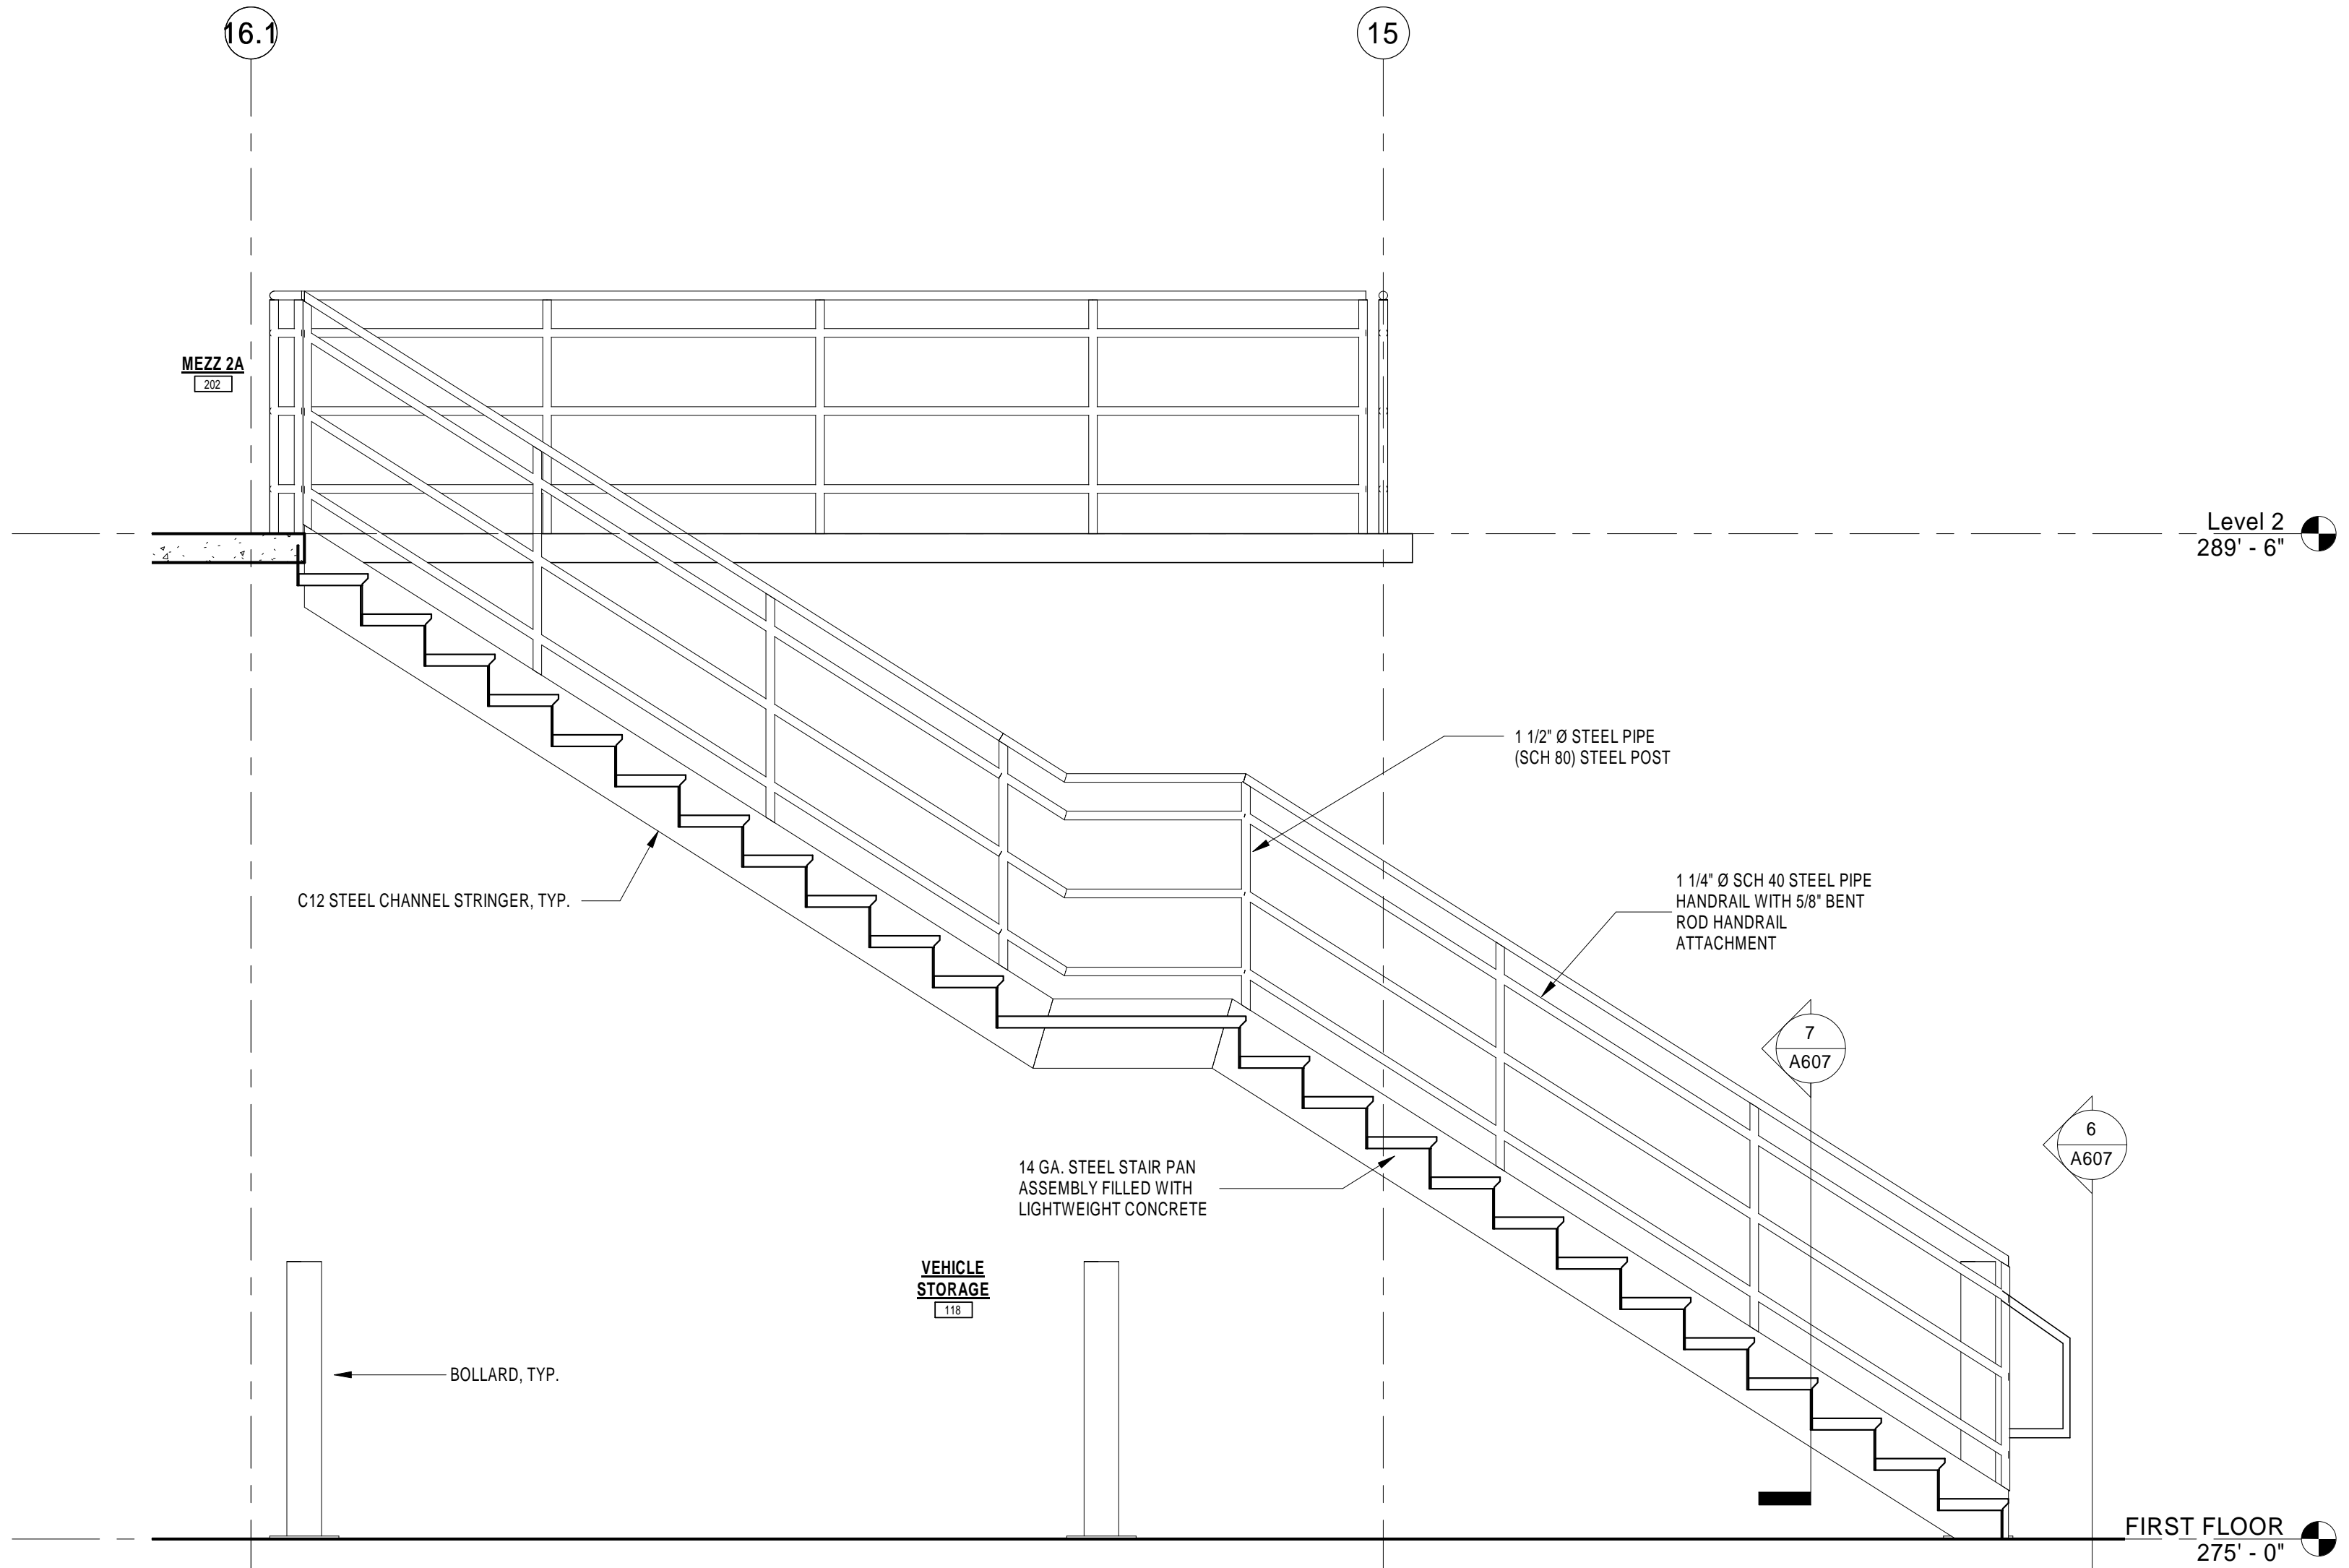 16.1
15
MEZZ 2A
202
Level 2
289' - 6"
1 1/2" Ø STEEL PIPE
(SCH 80) STEEL POST
C12 STEEL CHANNEL STRINGER, TYP.
1 1/4" Ø SCH 40 STEEL PIPE
HANDRAIL WITH 5/8" BENT
ROD HANDRAIL
ATTACHMENT
7
A607
6
A607
14 GA. STEEL STAIR PAN
ASSEMBLY FILLED WITH
LIGHTWEIGHT CONCRETE
VEHICLE
STORAGE
118
BOLLARD, TYP.
FIRST FLOOR
275' - 0"